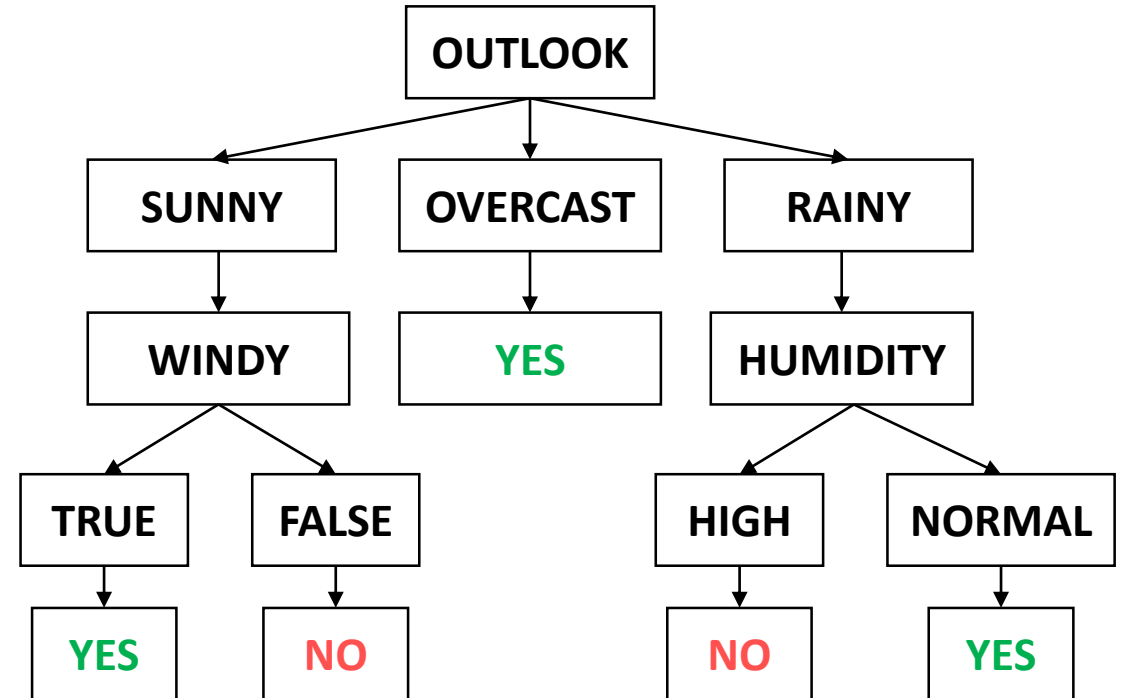 OUTLOOK
SUNNY
OVERCAST
RAINY
WINDY
YES
HUMIDITY
TRUE
FALSE
HIGH
NORMAL
YES
NO
NO
YES